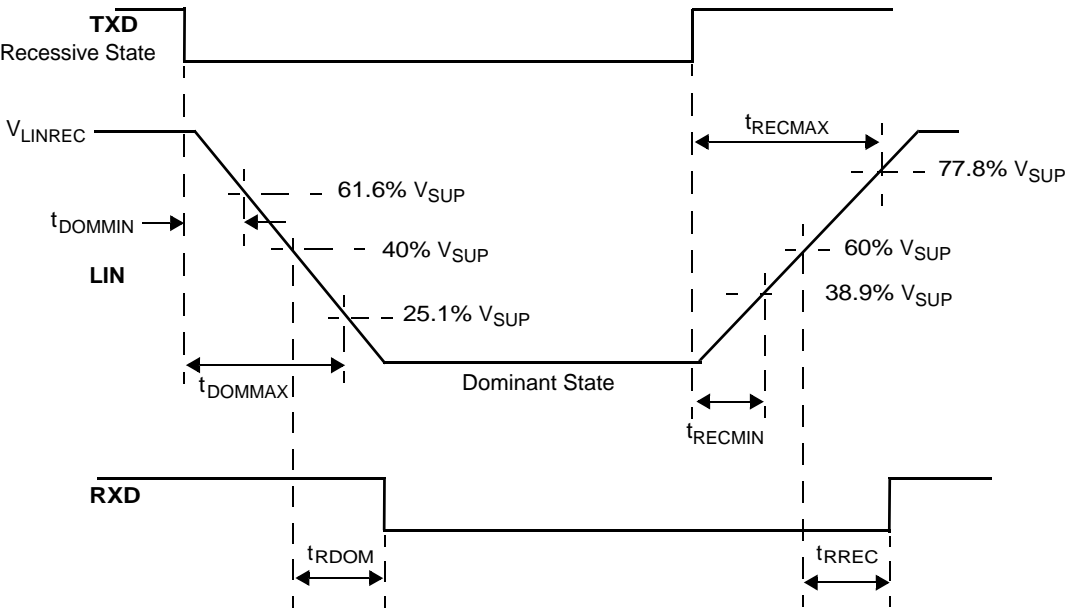 TXD
Recessive State
VLINREC
tRECMAX
77.8% VSUP
61.6% VSUP
tDOMMIN
40% VSUP
60% VSUP
LIN
38.9% VSUP
25.1% VSUP
tDOMMAX
Dominant State
tRECMIN
RXD
tRDOM
tRREC